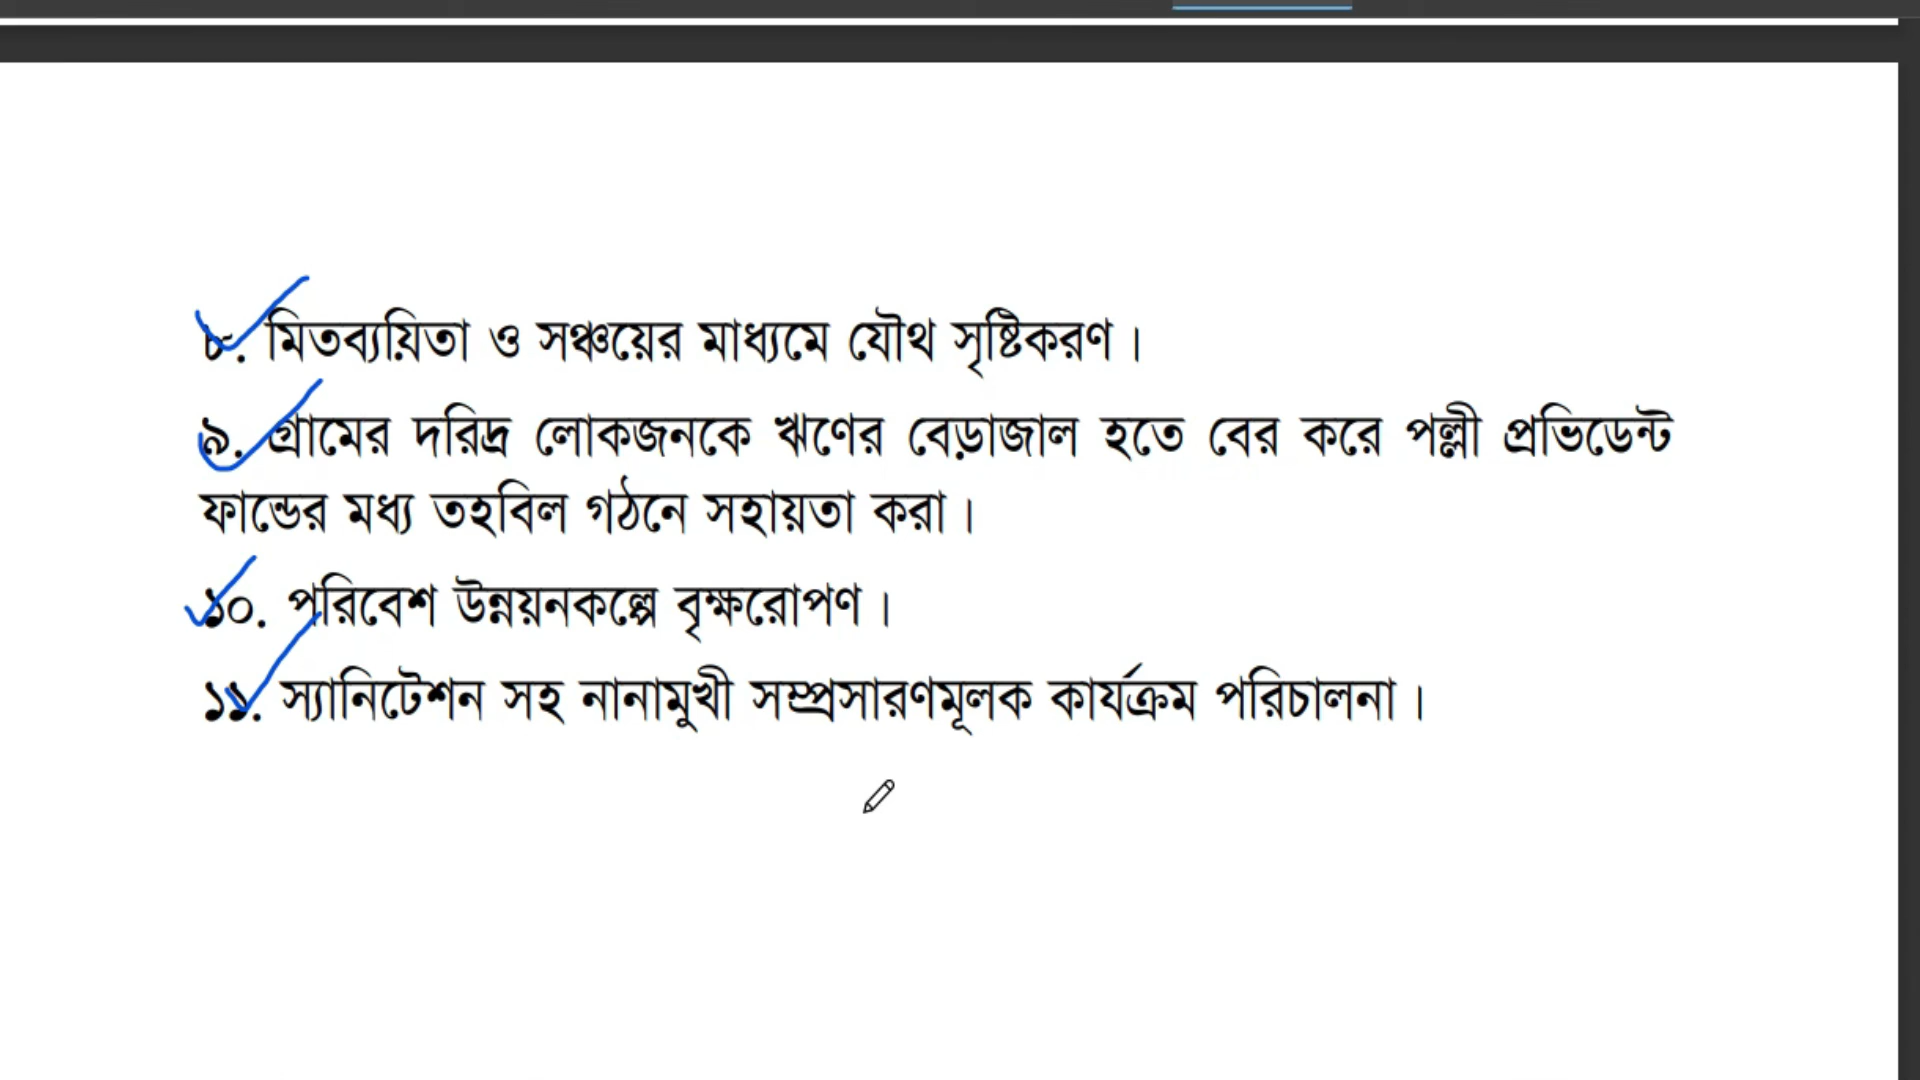 ৮. মিতব্যয়িতা ও সঞ্চয়ের মাধ্যমে যৌথ সৃষ্টিকরণ।
৯. গ্রামের দরিদ্র লোকজনকে ঋণের বেড়াজাল হতে বের করে পল্লী প্রভিডেন্ট
ফান্ডের মধ্য তহবিল গঠনে সহায়তা করা।
১০. পরিবেশ উন্নয়নকল্পে বৃক্ষরোপণ।
১১. স্যানিটেশন সহ নানামুখী সম্প্রসারণমূলক কার্যক্রম পরিচালনা।